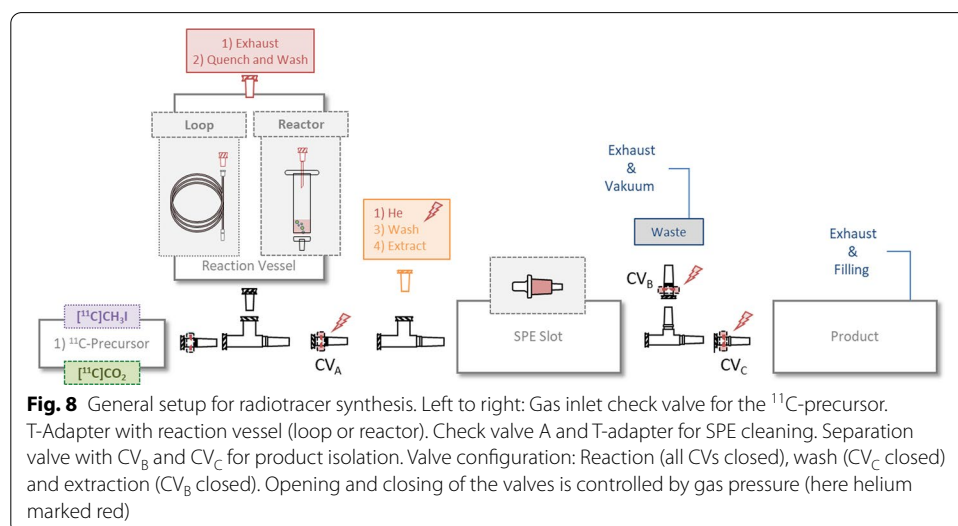 1) Exhaust
2) Quench and Wash
Loop
Reactor
Reaction Vessel
[¹¹C]CH₃I
1) ¹¹C-Precursor
[¹¹C]CO₂
CV_A
1) He
3) Wash
4) Extract
SPE Slot
Exhaust
&
Vakuum
Waste
CV_B
CV_C
Exhaust
&
Filling
Product
Fig. 8 General setup for radiotracer synthesis. Left to right: Gas inlet check valve for the ¹¹C-precursor.
T-Adapter with reaction vessel (loop or reactor). Check valve A and T-adapter for SPE cleaning. Separation
valve with CV_B and CV_C for product isolation. Valve configuration: Reaction (all CVs closed), wash (CV_C closed)
and extraction (CV_B closed). Opening and closing of the valves is controlled by gas pressure (here helium
marked red)